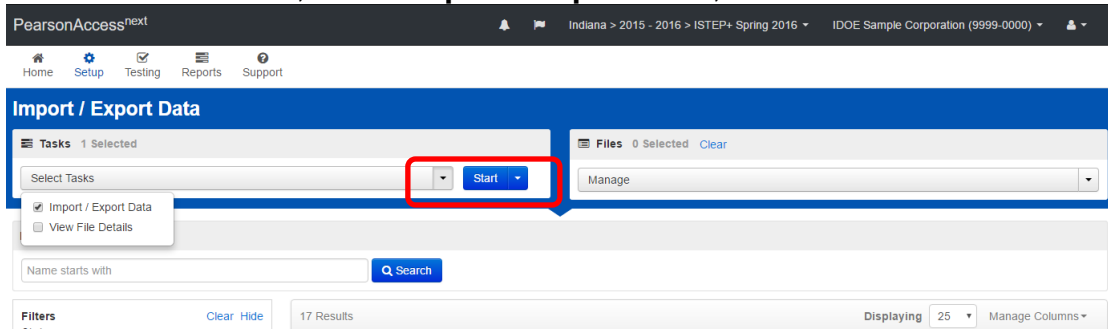 PearsonAccessnext
Indiana > 2015 - 2016 > ISTEP+ Spring 2016
IDOE Sample Corporation (9999-0000)
Home
Setup
Testing
Reports
Support
Import / Export Data
Tasks 1 Selected
Files 0 Selected Clear
Select Tasks
Start
Manage
Import / Export Data
View File Details
Name starts with
Search
Filters
Clear Hide
17 Results
Displaying 25
Manage Columns